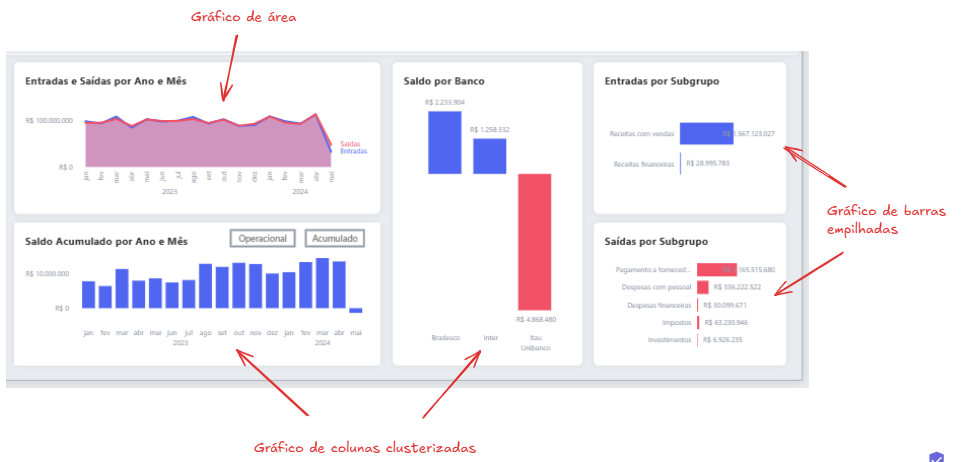 Gráfico de área
Entradas e Saídas por Ano e Mês
R$ 100.000.000
R$ 0
Saídas
Entradas
jan fev mar abr mai jun jul ago set out nov dez jan fev mar abr mai
2023 2024
Saldo Acumulado por Ano e Mês
Operacional Acumulado
R$ 10.000.000
R$ 0
jan fev mar abr mai jun jul ago set out nov dez jan fev mar abr mai
2023 2024
Saldo por Banco
R$ 2.233.904
R$ 1.258.332
-R$ 4.868.480
Bradesco Inter Itau
Unibanco
Entradas por Subgrupo
Receitas com vendas R$ 1.567.123.027
Receitas financeiras R$ 28.995.783
Saídas por Subgrupo
Pagamento a forneced...
Despesas com pessoal R$ 336.222.522
Despesas financeiras R$ 30.099.671
Impostos R$ 63.230.946
Investimentos R$ 6.926.235
Gráfico de barras
empilhadas
Gráfico de colunas clusterizadas